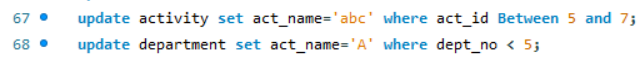 67 update activity set act_name='abc' where act_id Between 5 and 7;
68 update department set act_name='A' where dept_no < 5;